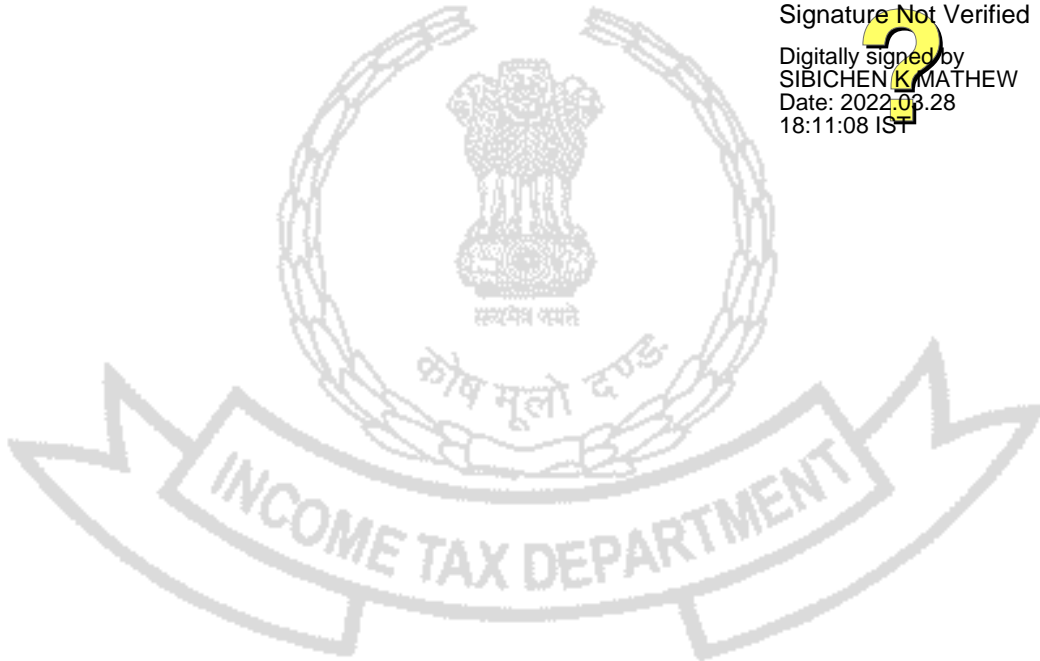 Signature Not Verified
Digitally signed by
SIBICHEN K MATHEW
Date: 2022.03.28
18:11:08 IST
सत्यमेव जयते
कोष मूलो दण्ड:
INCOME TAX DEPARTMENT